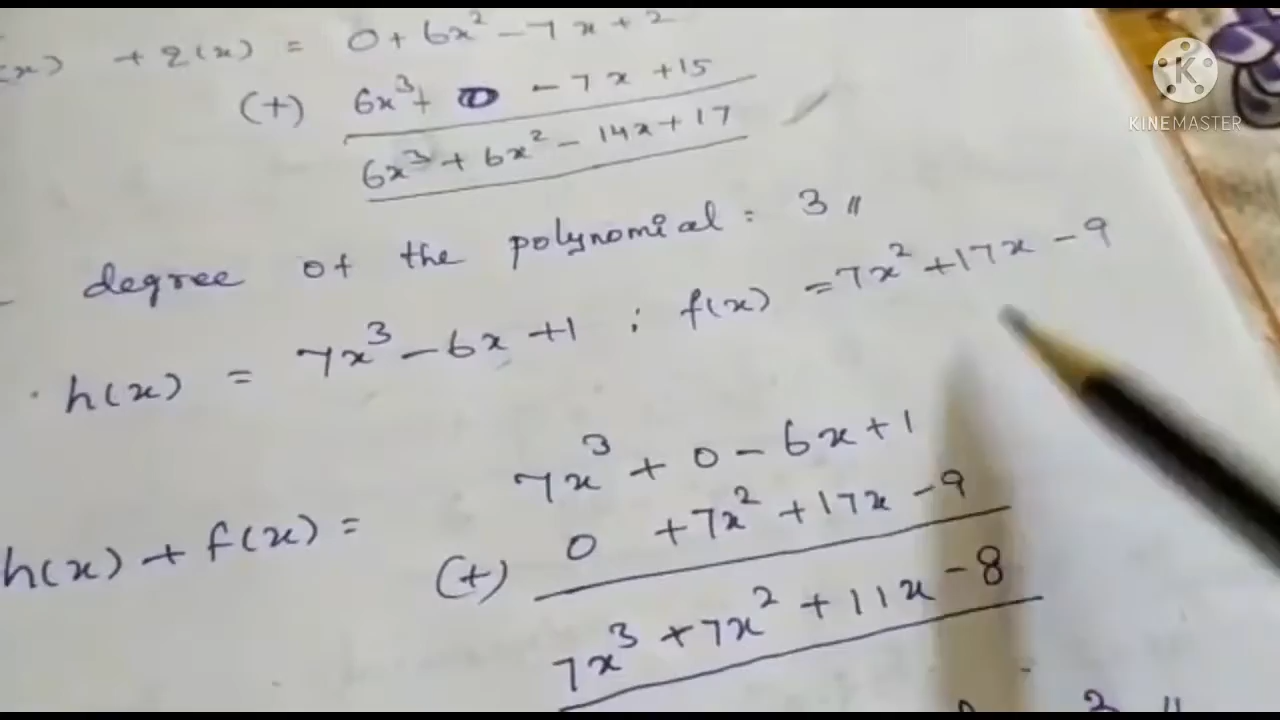 (x) + q(x) = 0 + 6x² - 7x + 2
(+) 6x³ + 0 - 7x + 15
6x³ + 6x² - 14x + 17
degree of the polynomial = 3 //
h(x) = 7x³ - 6x + 1 ; f(x) = 7x² + 17x - 9
h(x) + f(x) = 7x³ + 0 - 6x + 1
(+) 0 + 7x² + 17x - 9
7x³ + 7x² + 11x - 8
3 //
K
KINEMASTER